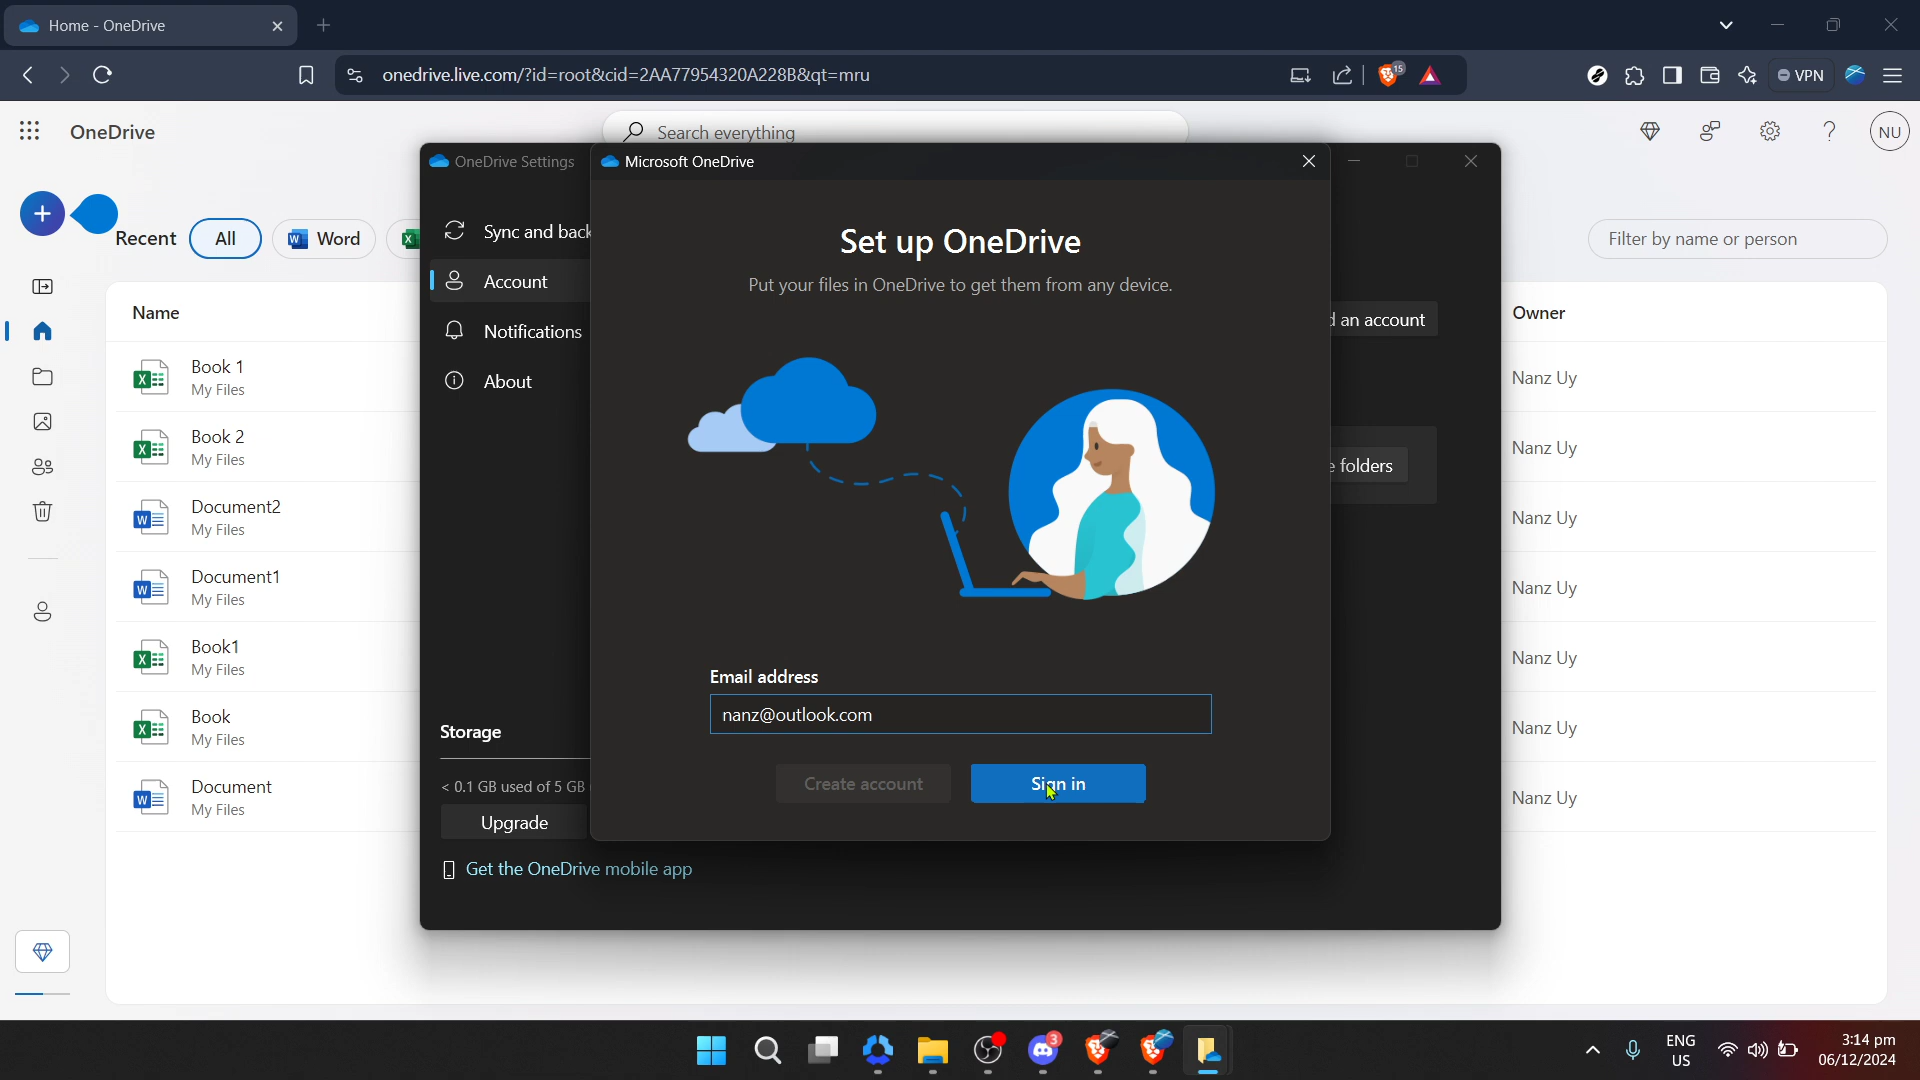 Home - OneDrive
onedrive.live.com/?id=root&cid=2AA77954320A228B&qt=mru
15
VPN
OneDrive
Search everything
NU
OneDrive Settings
Microsoft OneDrive
Recent
All
Word
Filter by name or person
Sync and back
Account
Notifications
About
Set up OneDrive
Put your files in OneDrive to get them from any device.
an account
folders
Name
Owner
Book 1
My Files
Nanz Uy
Book 2
My Files
Nanz Uy
Document2
My Files
Nanz Uy
Document1
My Files
Nanz Uy
Book1
My Files
Nanz Uy
Book
My Files
Nanz Uy
Document
My Files
Nanz Uy
Email address
nanz@outlook.com
Create account
Sign in
Storage
< 0.1 GB used of 5 GB
Upgrade
Get the OneDrive mobile app
3
ENG
US
3:14 pm
06/12/2024